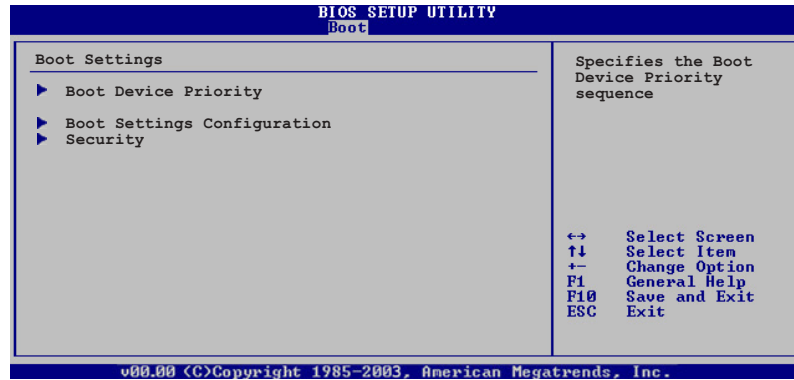 BIOS SETUP UTILITY
Boot
Boot Settings
Boot Device Priority
Boot Settings Configuration
Security
Specifies the Boot
Device Priority
sequence
←→ Select Screen
↑↓ Select Item
+- Change Option
F1 General Help
F10 Save and Exit
ESC Exit
v00.00 (C)Copyright 1985-2003, American Megatrends, Inc.